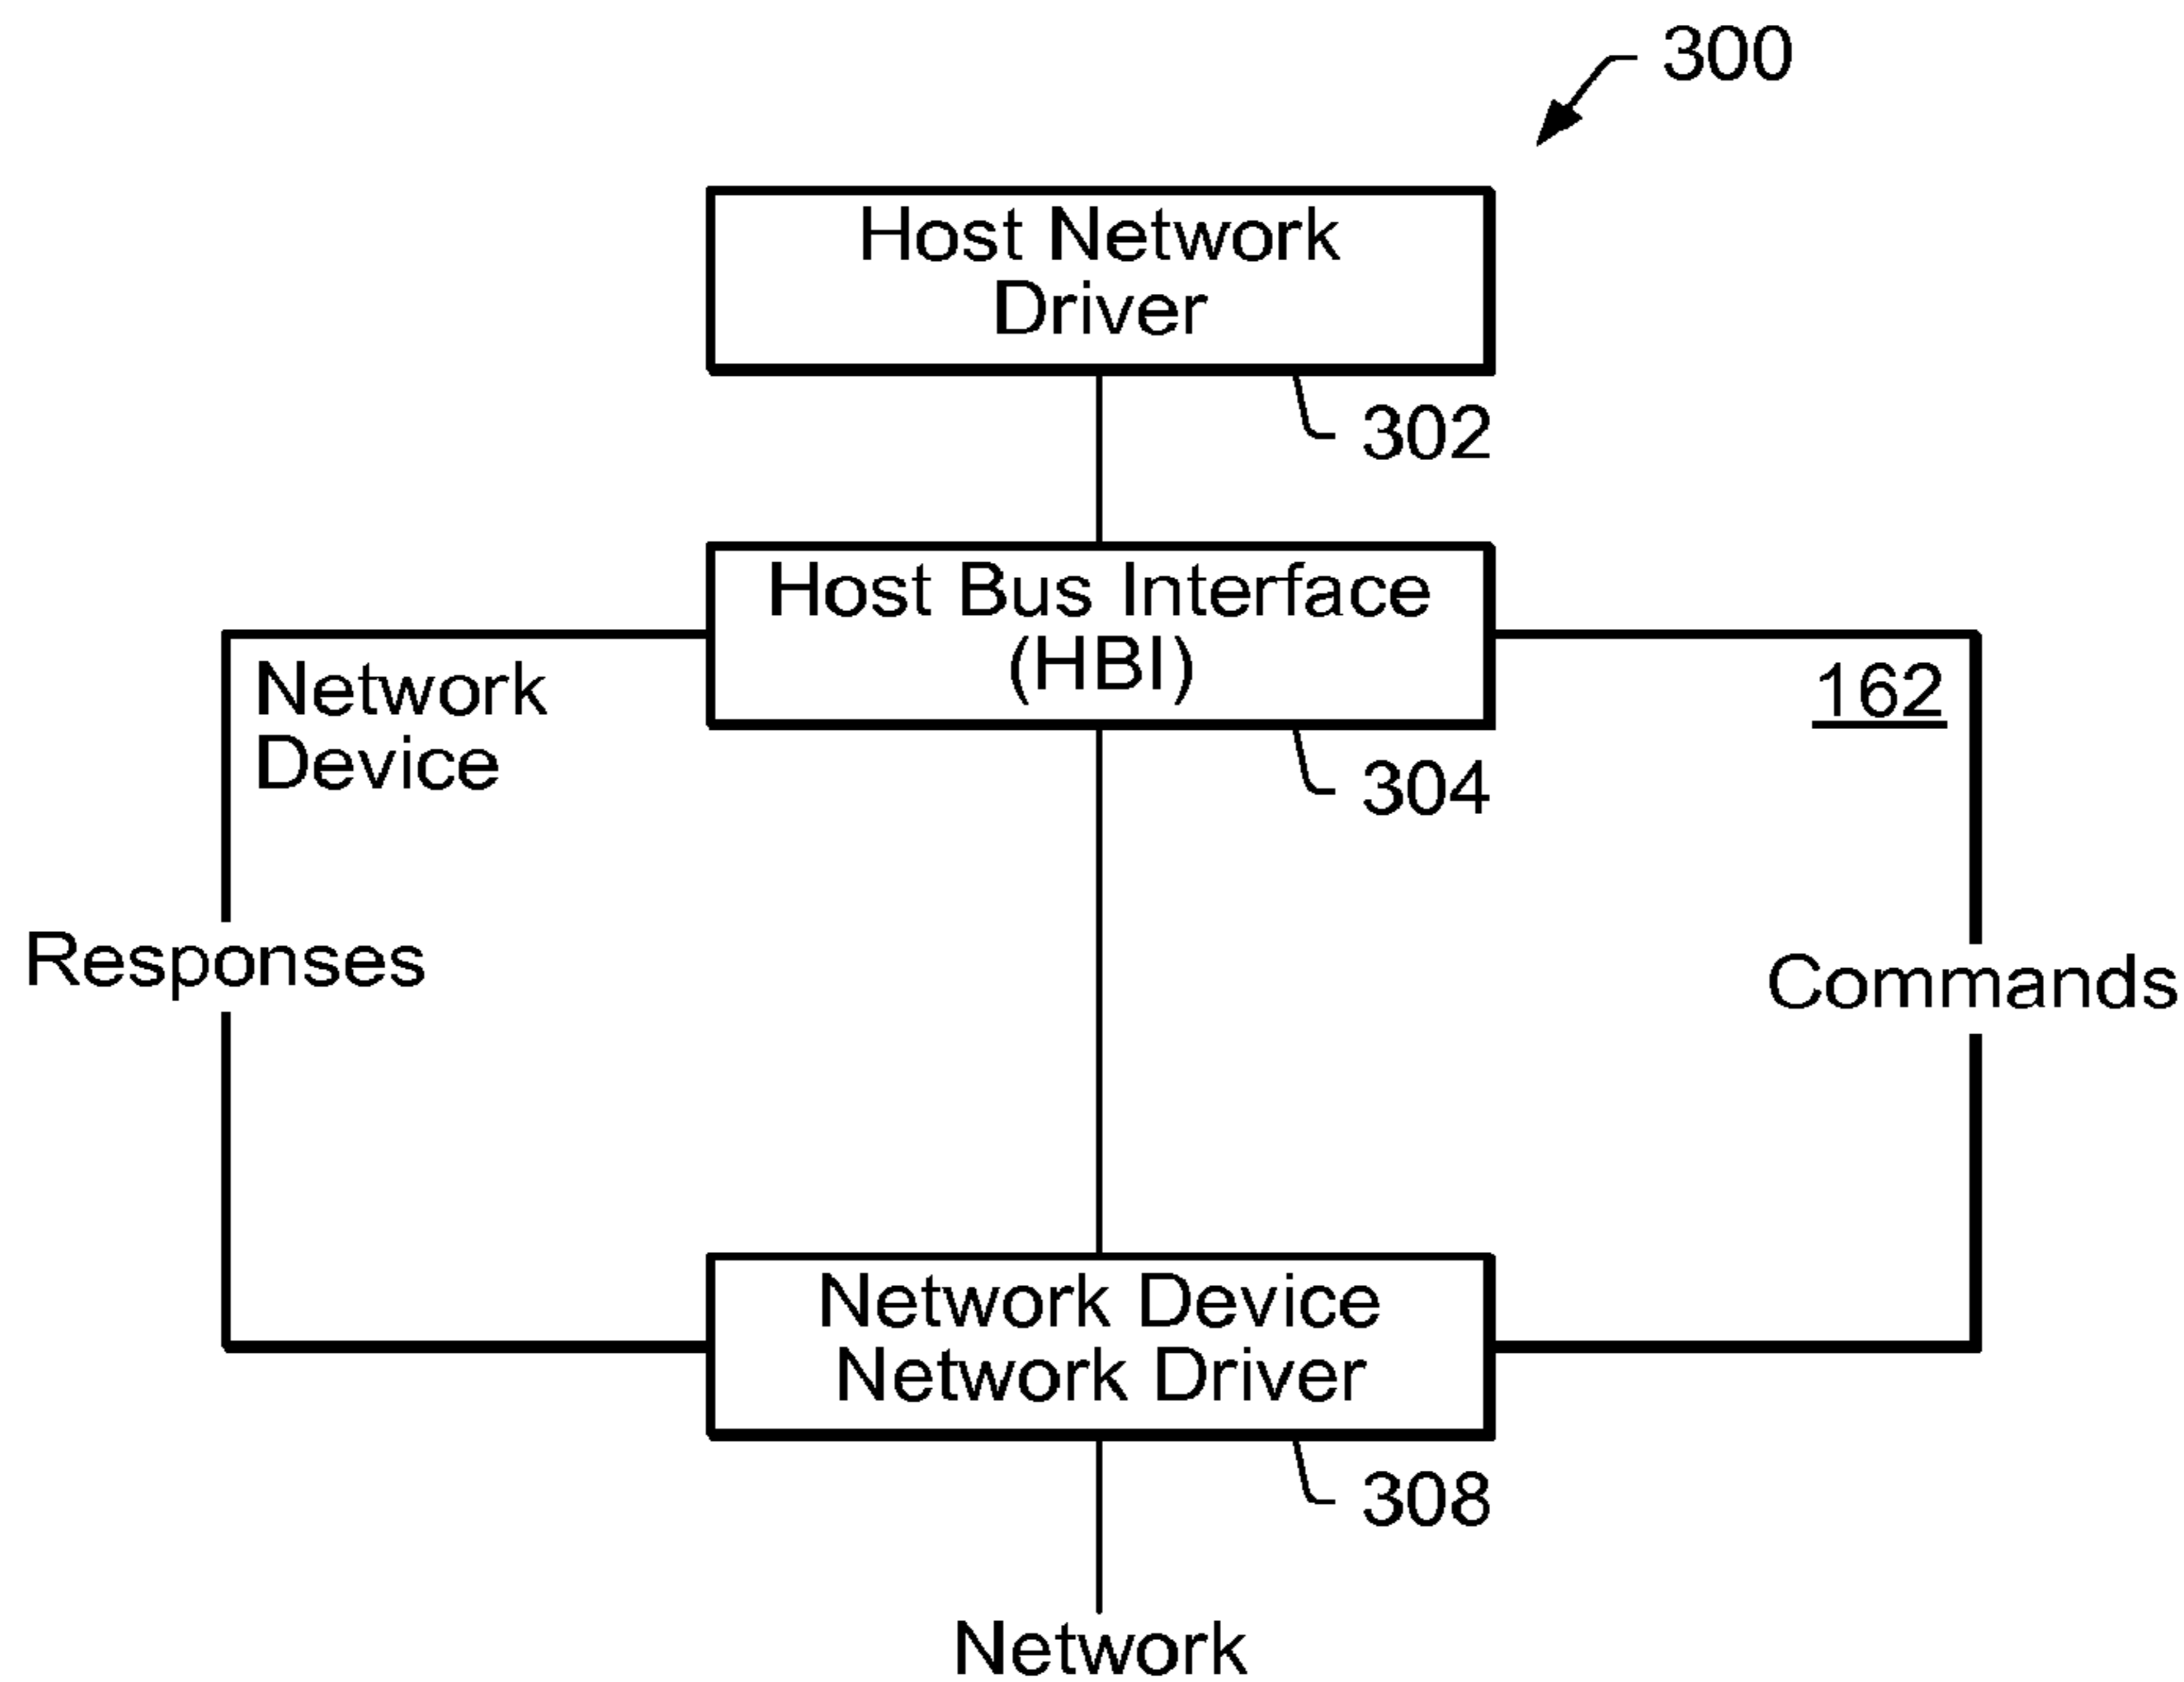 300
Host Network
Driver
302
Host Bus Interface
(HBI)
Network
Device
162
304
Responses
Commands
Network Device
Network Driver
308
Network